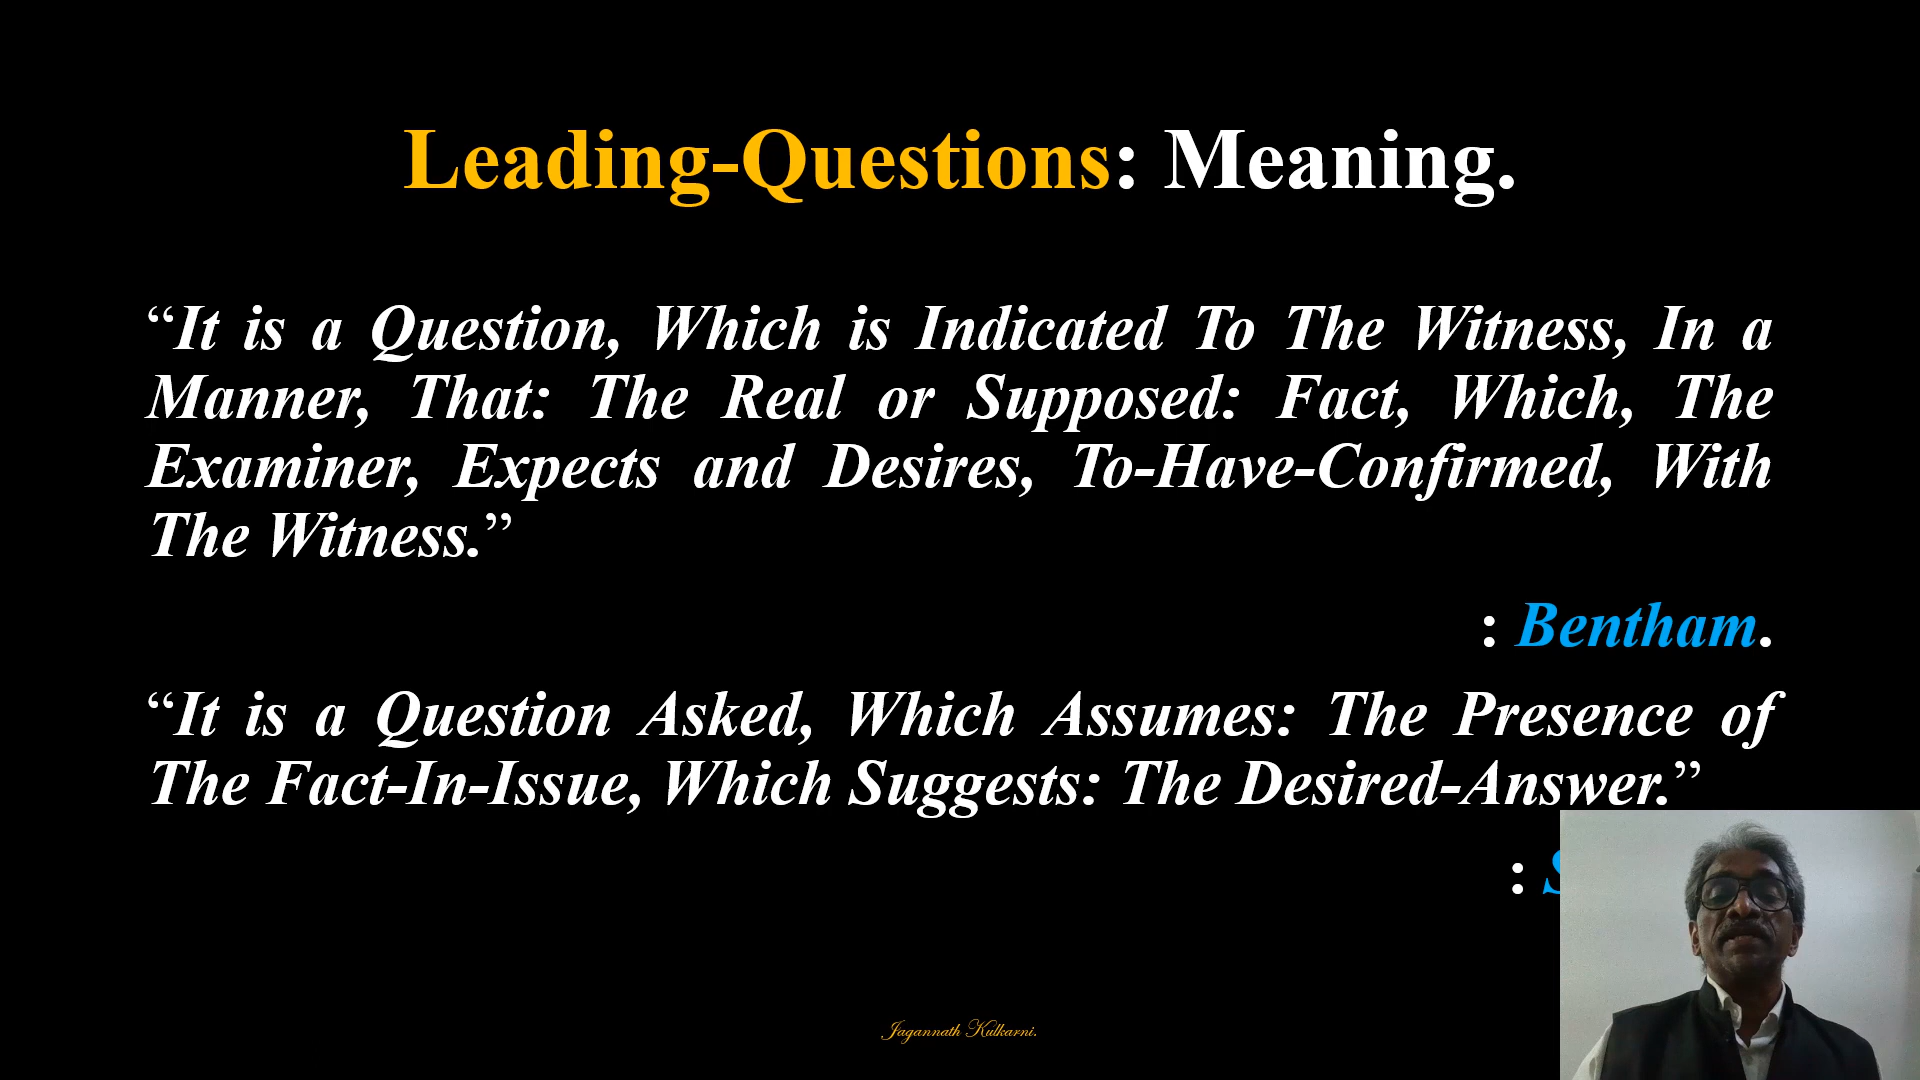 Leading-Questions: Meaning.
“It is a Question, Which is Indicated To The Witness, In a
Manner, That: The Real or Supposed: Fact, Which, The
Examiner, Expects and Desires, To-Have-Confirmed, With
The Witness.”
: Bentham.
“It is a Question Asked, Which Assumes: The Presence of
The Fact-In-Issue, Which Suggests: The Desired-Answer.”
:
Jagannath Kulkarni.